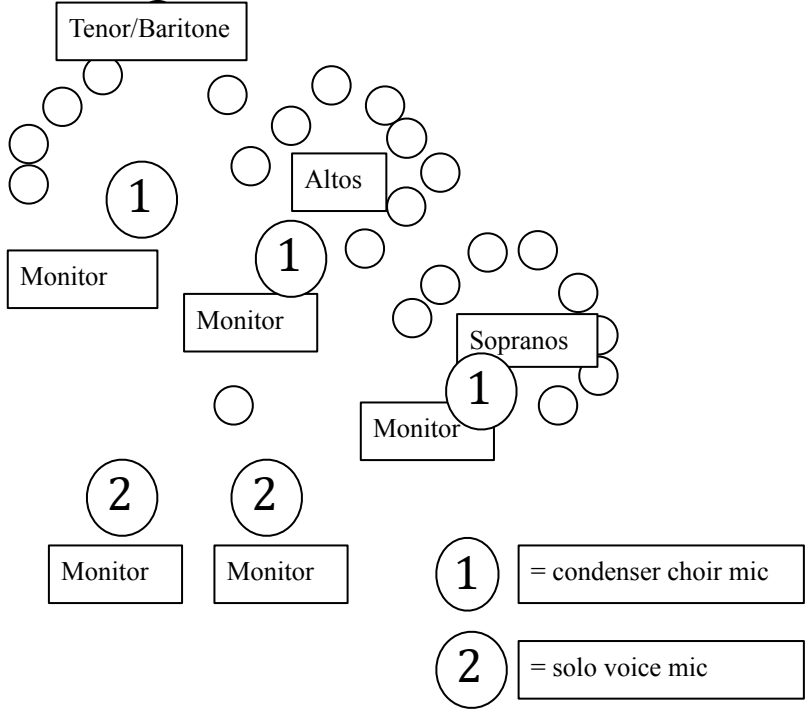 Tenor/Baritone
Altos
1
Monitor
1
Monitor
Sopranos
1
Monitor
2
2
Monitor
Monitor
1
= condenser choir mic
2
= solo voice mic